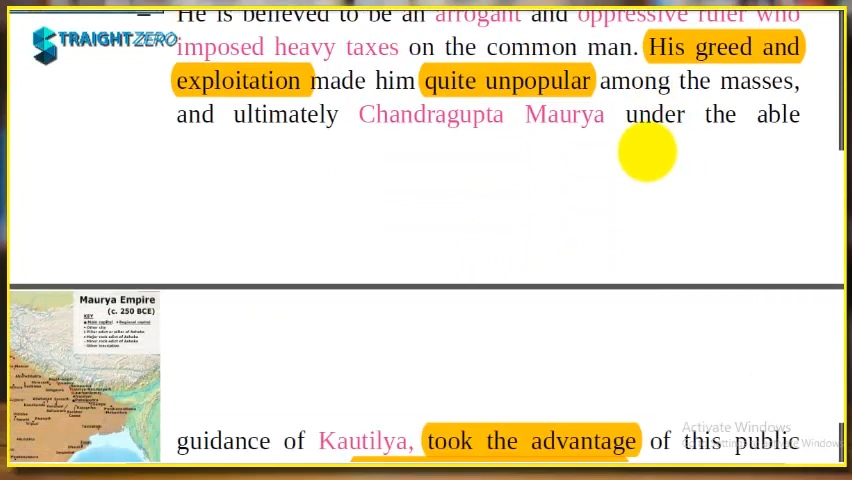 He is believed to be an arrogant and oppressive ruler who
STRAIGHTZERO
imposed heavy taxes on the common man. His greed and
exploitation made him quite unpopular among the masses,
and ultimately Chandragupta Maurya under the able
Maurya Empire
(c. 250 BCE)
KEY
guidance of Kautilya, took the advantage of this public
Activate Windows